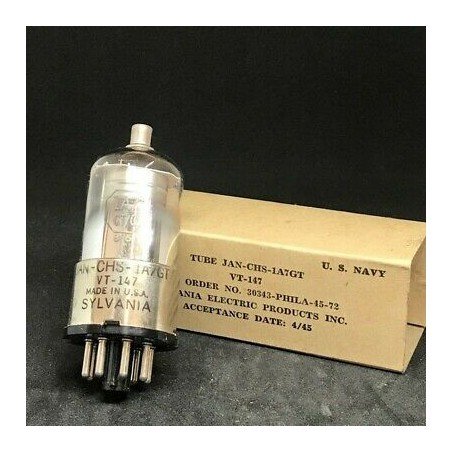 JAN-CHS-1A7GT
VT-147
MADE IN U.S.A.
SYLVANIA
TUBE JAN-CHS-1A7GT U. S. NAVY
VT-147
ORDER NO. 30343-PHILA-45-72
ANIA ELECTRIC PRODUCTS INC.
ACCEPTANCE DATE: 4/45